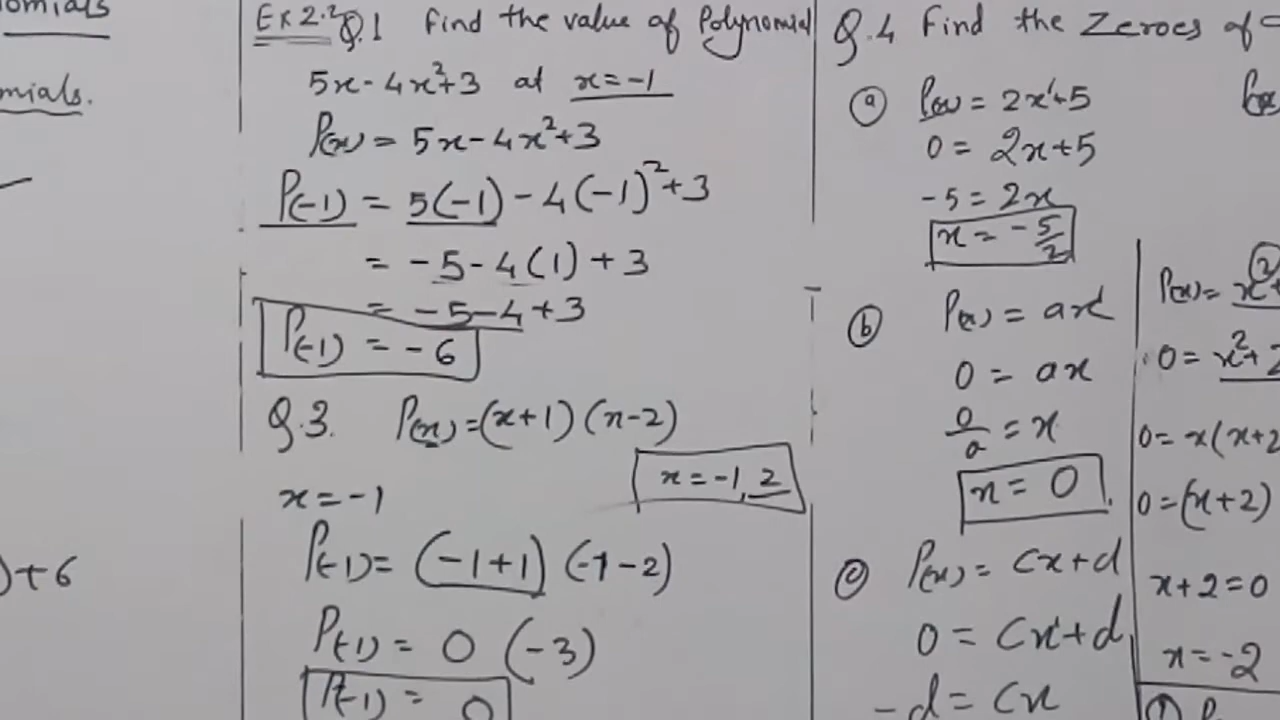 nomials
mials.
)+6
Ex 2.2 Q.1 Find the value of Polynomial
5x - 4x²+3 at x=-1
P(x) = 5x - 4x²+3
P(-1) = 5(-1) - 4(-1)²+3
= -5 - 4(1) + 3
= -5-4+3
P(-1) = -6
Q.3. P(x) = (x+1) (x-2)
x = -1, 2
x = -1
P(-1) = (-1+1) (-1-2)
P(-1) = 0 (-3)
P(-1) = 0
Q.4 Find the Zeroes of
(a) P(x) = 2x+5
0 = 2x+5
-5 = 2x
x = -5/2
(b) P(x) = ax
0 = ax
0/a = x
x = 0
(c) P(x) = cx+d
0 = cx+d
-d = cx
P(x) = x²+
0 = x²+2
0 = x(x+2
0 = (x+2)
x+2=0
x = -2